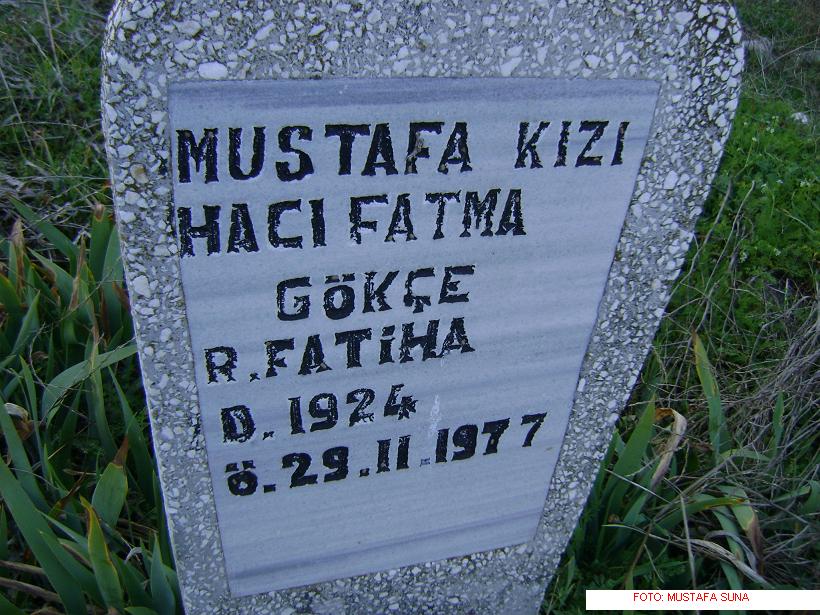 MUSTAFA KIZI
HACI FATMA
GÖKÇE
R.FATİHA
D.1924
Ö.29.11.1977
FOTO: MUSTAFA SUNA